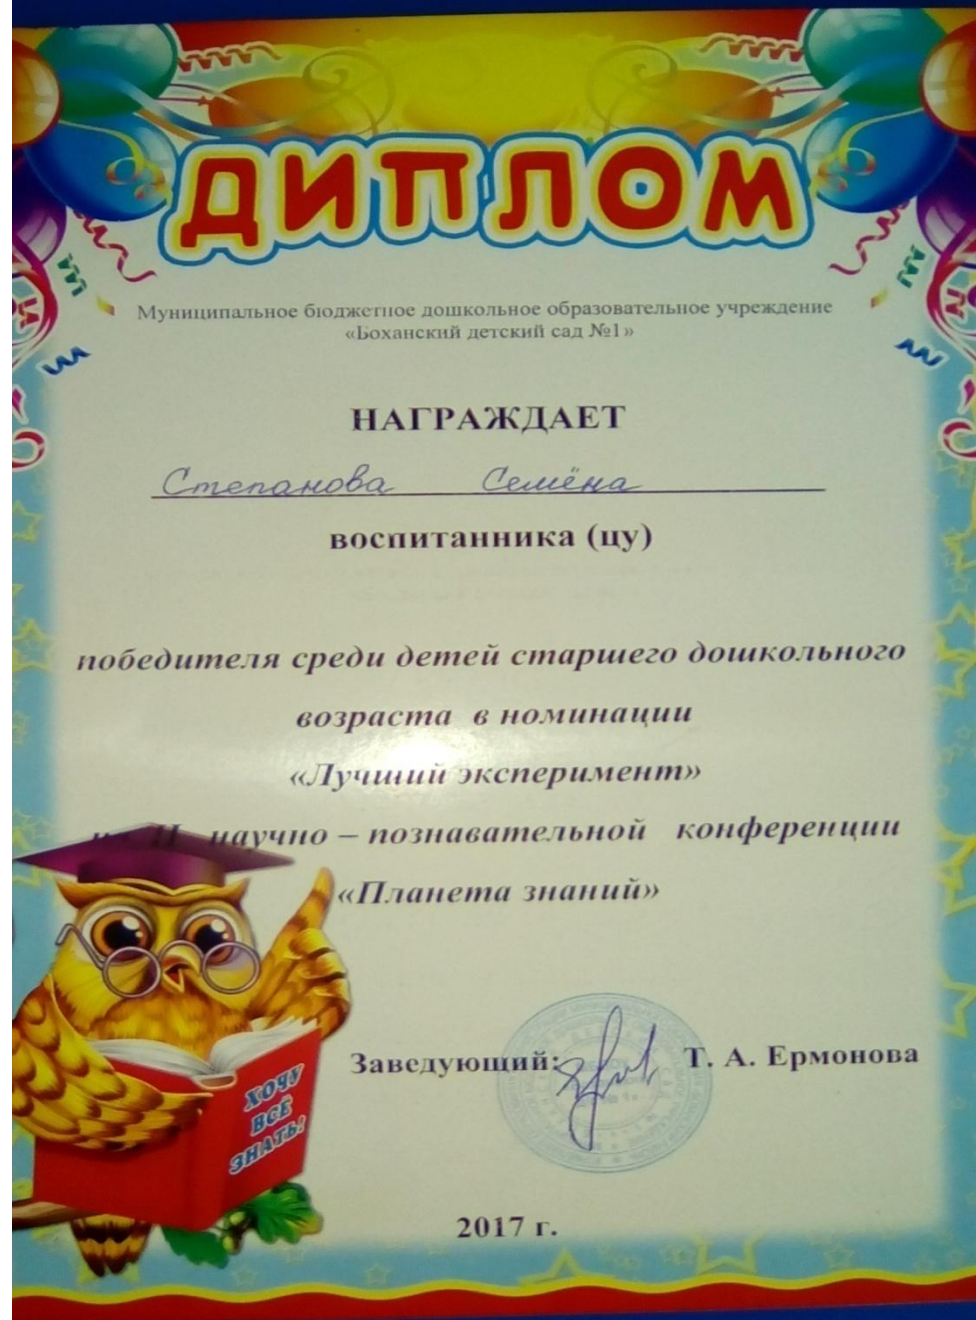 ДИПЛОМ
Муниципальное бюджетное дошкольное образовательное учреждение
«Боханский детский сад №1»
НАГРАЖДАЕТ
Степанова Семёна
воспитанника (цу)
победителя среди детей старшего дошкольного
возраста в номинации
«Лучший эксперимент»
II научно – познавательной конференции
«Планета знаний»
Заведующий: Т. А. Ермонова
ХОЧУ
ВСЁ
ЗНАТЬ!
2017 г.